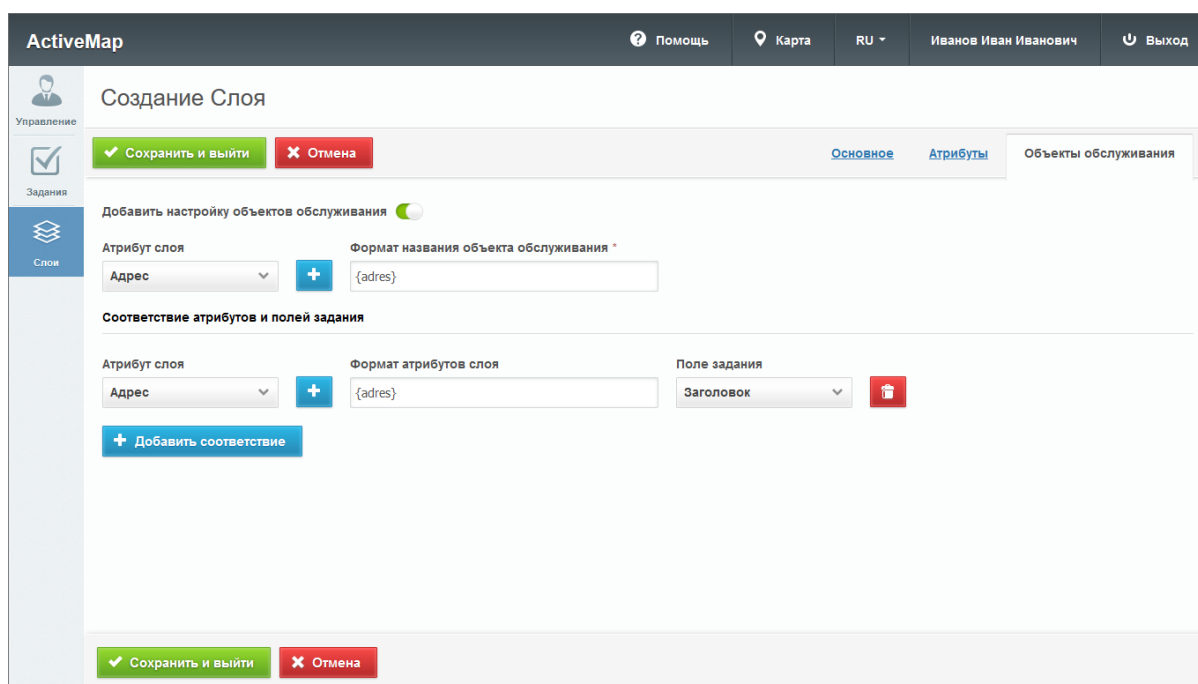 ActiveMap
Помощь
Карта
RU
Иванов Иван Иванович
Выход
Управление
Задания
Слои
Создание Слоя
Сохранить и выйти
Отмена
Основное
Атрибуты
Объекты обслуживания
Добавить настройку объектов обслуживания
Атрибут слоя
Формат названия объекта обслуживания *
Адрес
{adres}
Соответствие атрибутов и полей задания
Атрибут слоя
Формат атрибутов слоя
Поле задания
Адрес
{adres}
Заголовок
Добавить соответствие
Сохранить и выйти
Отмена